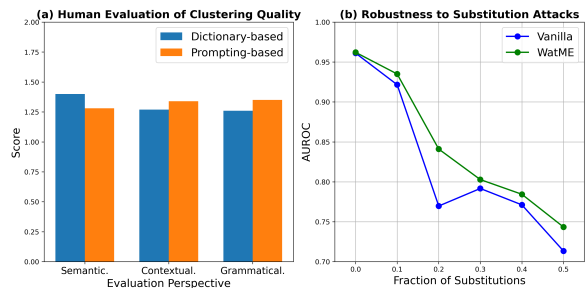 (a) Human Evaluation of Clustering Quality
2.00
1.75
1.50
1.25
1.00
0.75
0.50
0.25
0.00
Score
Dictionary-based
Prompting-based
Semantic.
Contextual.
Grammatical.
Evaluation Perspective
(b) Robustness to Substitution Attacks
1.00
0.95
0.90
0.85
0.80
0.75
0.70
AUROC
Vanilla
WatME
0.0
0.1
0.2
0.3
0.4
0.5
Fraction of Substitutions